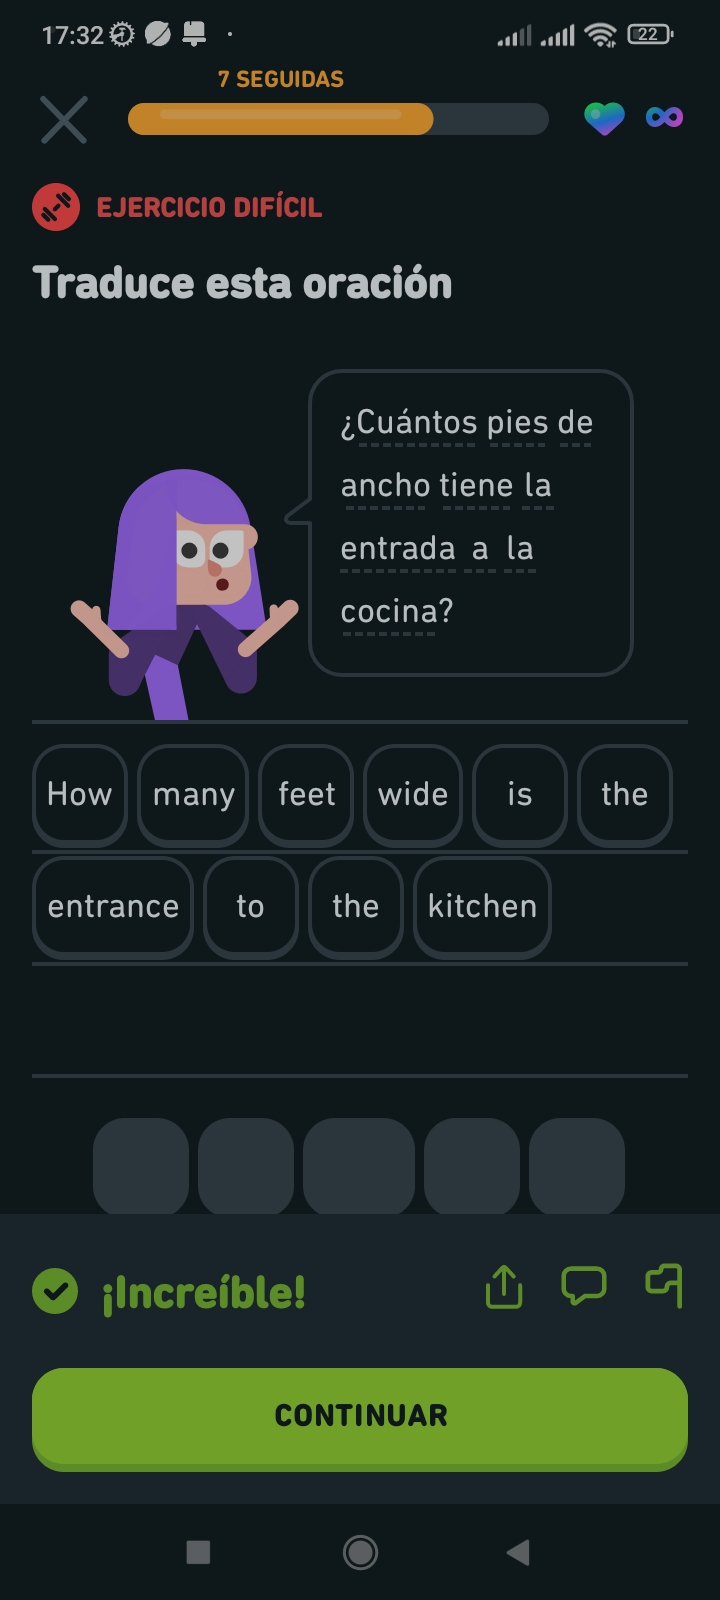 17:32
22
7 SEGUIDAS
EJERCICIO DIFÍCIL
Traduce esta oración
¿Cuántos pies de
ancho tiene la
entrada a la
cocina?
How many feet wide is the
entrance to the kitchen
¡Increíble!
CONTINUAR